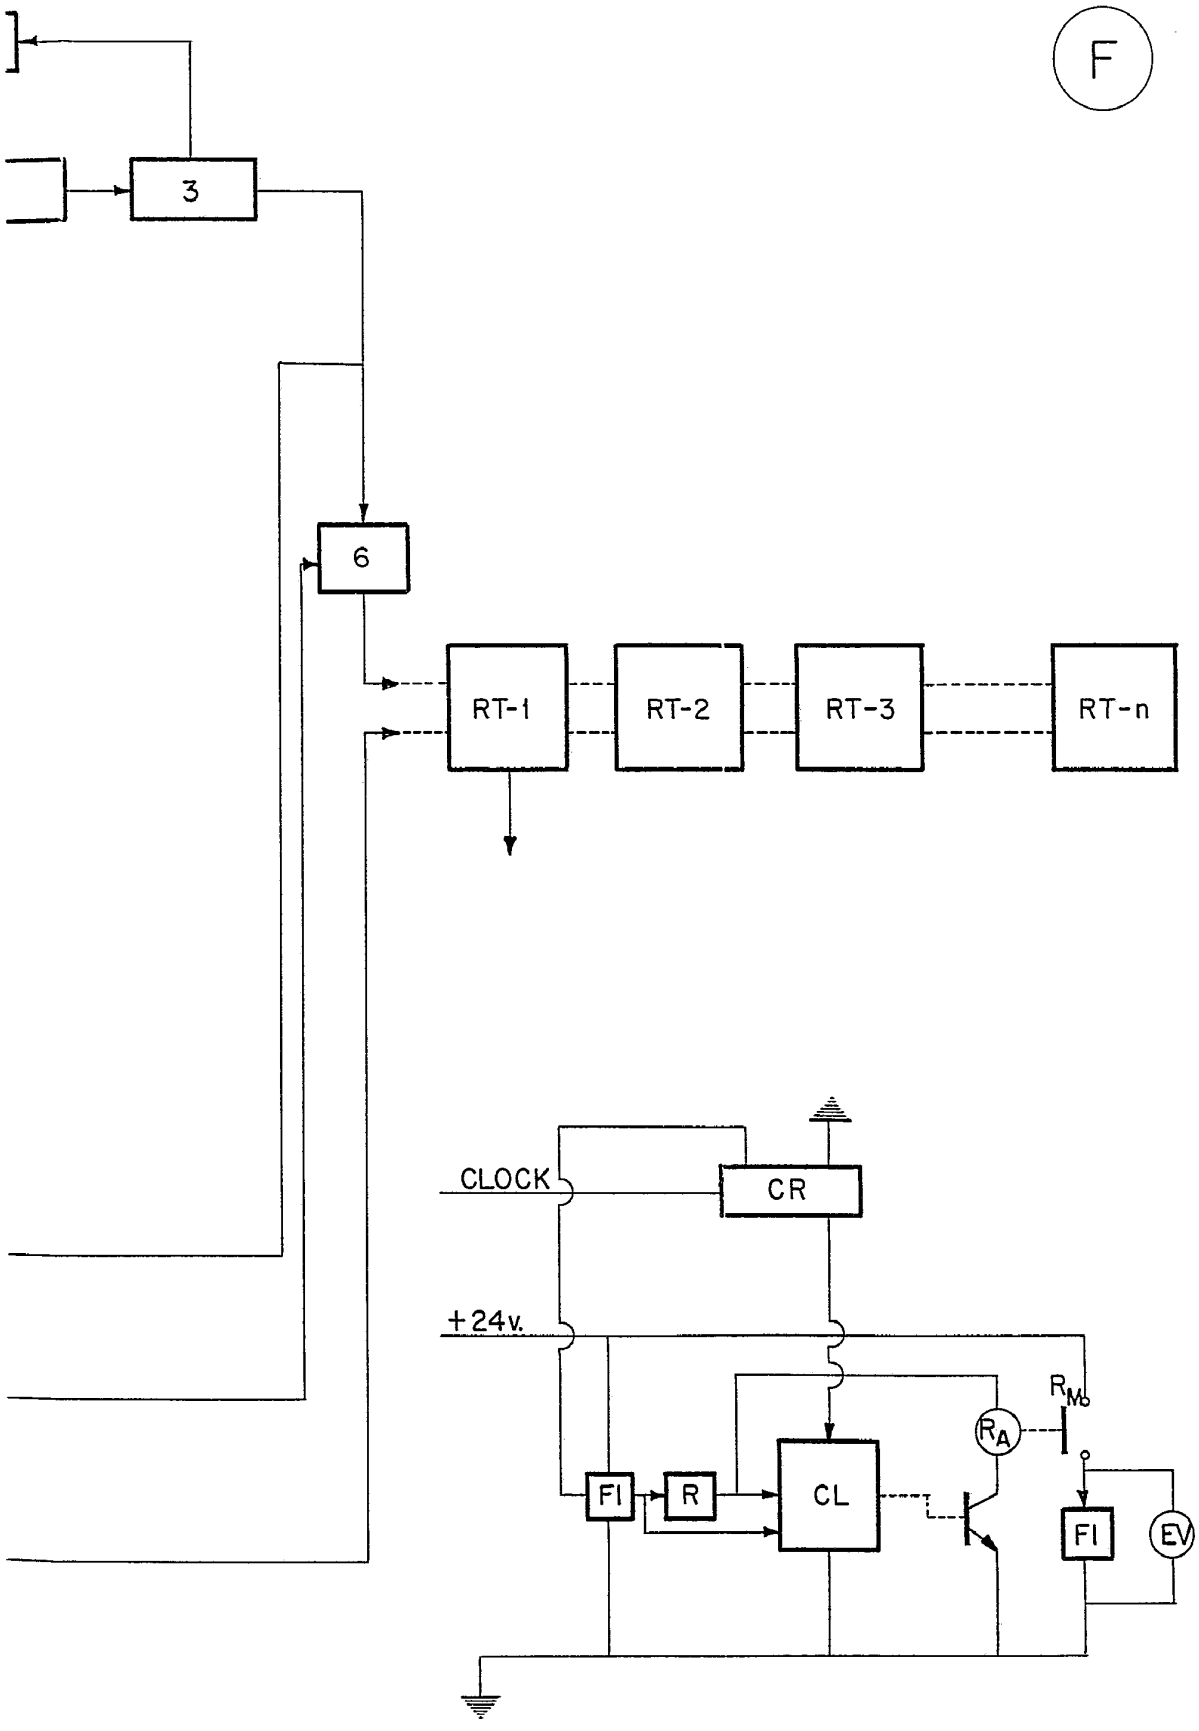 F
3
6
RT-1 RT-2 RT-3 RT-n
CLOCK
CR
+24v.
RM
RA
FI
R
CL
FI
EV